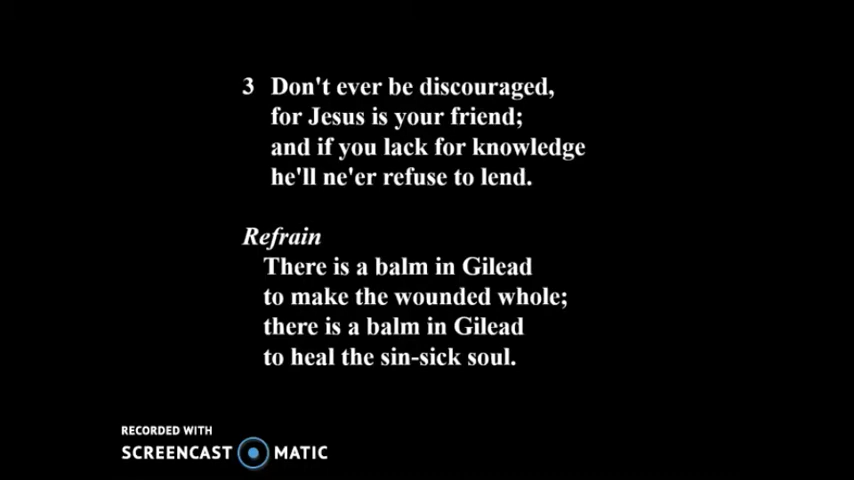 3 Don't ever be discouraged,
for Jesus is your friend;
and if you lack for knowledge
he'll ne'er refuse to lend.
Refrain
There is a balm in Gilead
to make the wounded whole;
there is a balm in Gilead
to heal the sin-sick soul.
RECORDED WITH
SCREENCAST MATIC